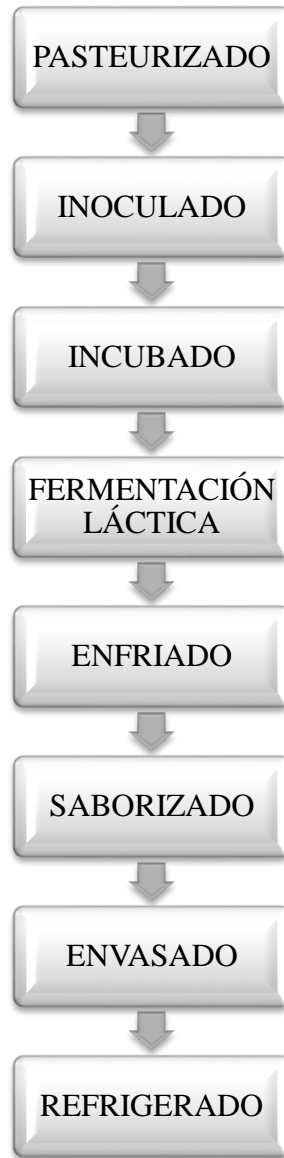 PASTEURIZADO
INOCULADO
INCUBADO
FERMENTACIÓN
LÁCTICA
ENFRIADO
SABORIZADO
ENVASADO
REFRIGERADO